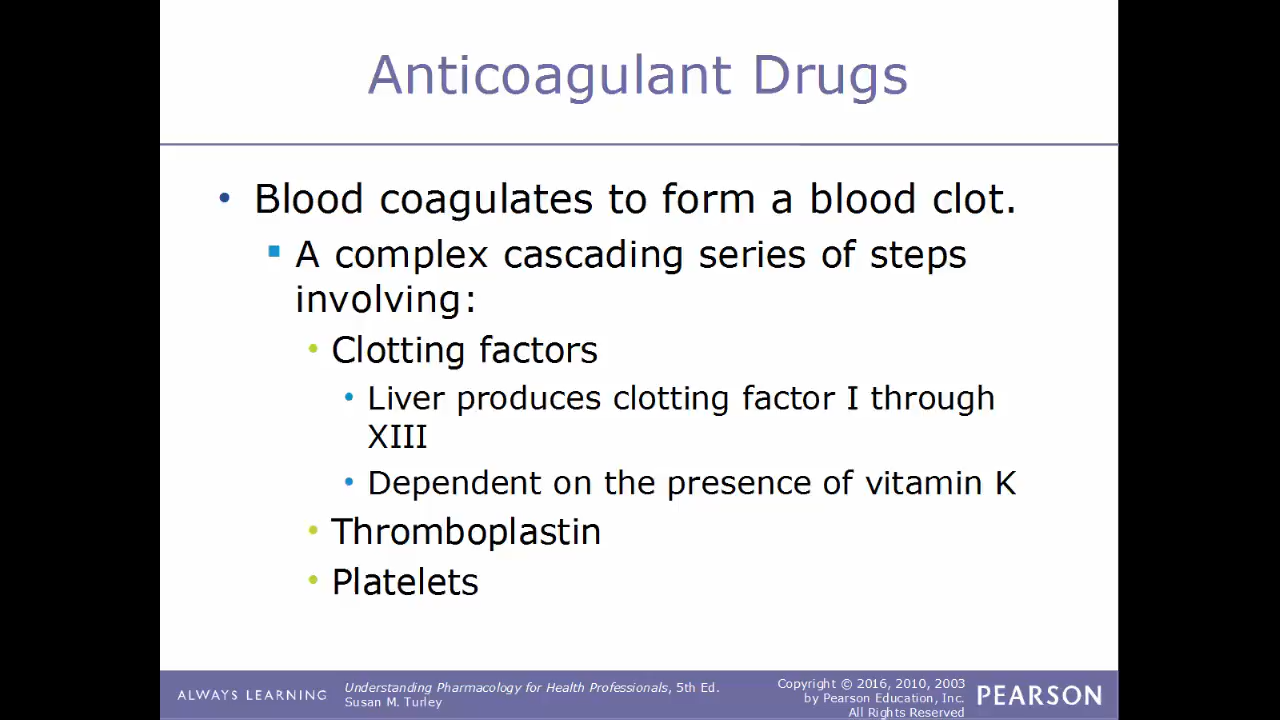 Anticoagulant Drugs
• Blood coagulates to form a blood clot.
▪ A complex cascading series of steps
involving:
• Clotting factors
• Liver produces clotting factor I through
XIII
• Dependent on the presence of vitamin K
• Thromboplastin
• Platelets
ALWAYS LEARNING
Understanding Pharmacology for Health Professionals, 5th Ed.
Susan M. Turley
Copyright © 2016, 2010, 2003
by Pearson Education, Inc.
All Rights Reserved
PEARSON